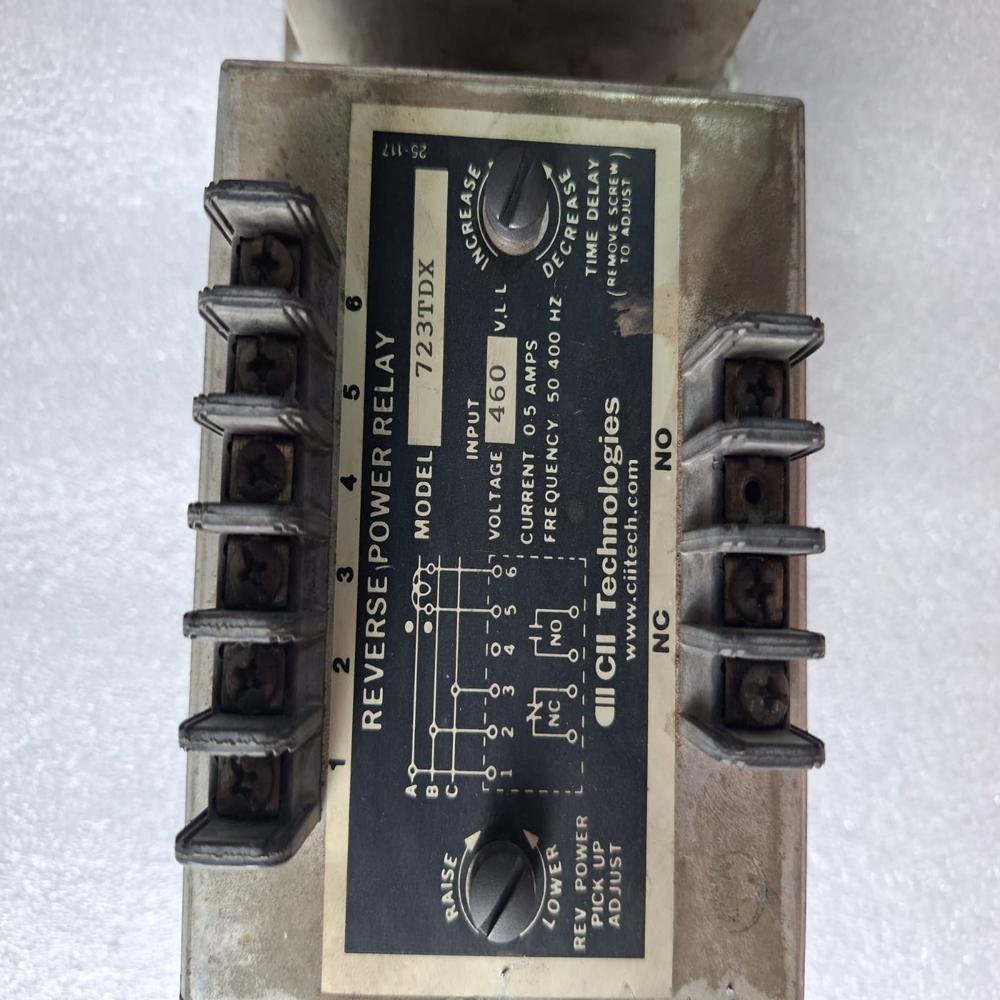 25-117
REVERSE POWER RELAY
MODEL 723TDX
INPUT
VOLTAGE 460 V.L L
CURRENT 0·5 AMPS
FREQUENCY. 50 400 HZ
INCREASE
DECREASE
TIME DELAY
(REMOVE SCREW)
TO ADJUST
A
B
C
1 2 3 4 5 6
NC NO
CII Technologies
www.ciitech.com
RAISE
LOWER
REV. POWER
PICK UP
ADJUST
1 2 3 4 5 6
NC NO